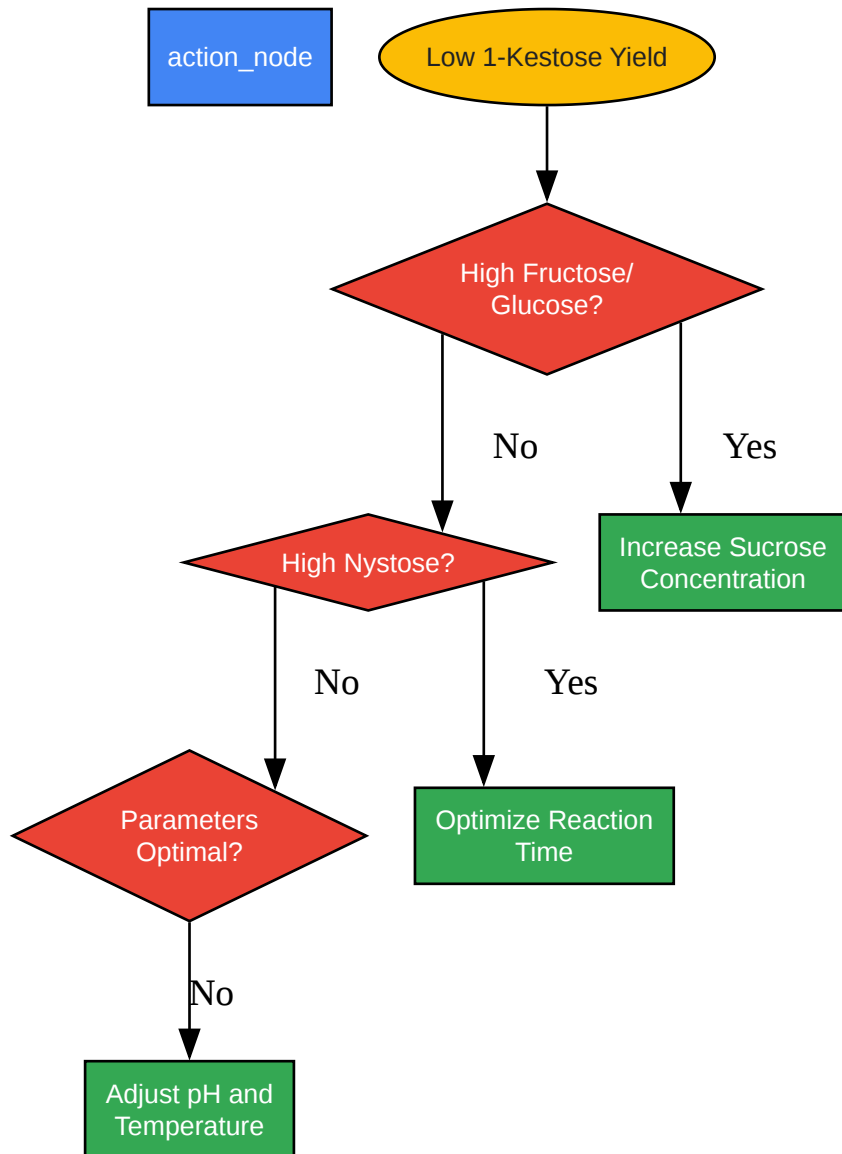 action_node
Low 1-Kestose Yield
High Fructose/
Glucose?
No
Yes
High Nystose?
Increase Sucrose
Concentration
No
Yes
Parameters
Optimal?
Optimize Reaction
Time
No
Adjust pH and
Temperature